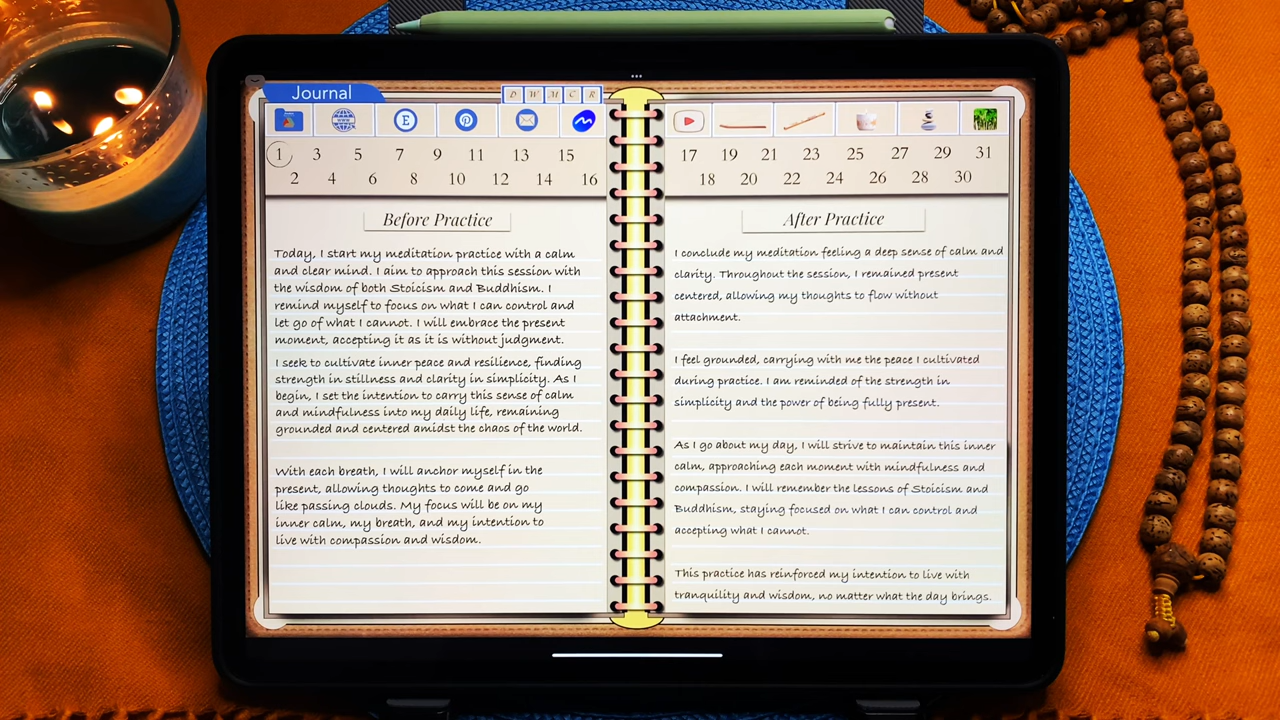 Journal
D W M C R
WWW
E
1 3 5 7 9 11 13 15
2 4 6 8 10 12 14 16
Before Practice
Today, I start my meditation practice with a calm
and clear mind. I aim to approach this session with
the wisdom of both Stoicism and Buddhism. I
remind myself to focus on what I can control and
let go of what I cannot. I will embrace the present
moment, accepting it as it is without judgment.
I seek to cultivate inner peace and resilience, finding
strength in stillness and clarity in simplicity. As I
begin, I set the intention to carry this sense of calm
and mindfulness into my daily life, remaining
grounded and centered amidst the chaos of the world.
With each breath, I will anchor myself in the
present, allowing thoughts to come and go
like passing clouds. My focus will be on my
inner calm, my breath, and my intention to
live with compassion and wisdom.
17 19 21 23 25 27 29 31
18 20 22 24 26 28 30
After Practice
I conclude my meditation feeling a deep sense of calm and
clarity. Throughout the session, I remained present
centered, allowing my thoughts to flow without
attachment.
I feel grounded, carrying with me the peace I cultivated
during practice. I am reminded of the strength in
simplicity and the power of being fully present.
As I go about my day, I will strive to maintain this inner
calm, approaching each moment with mindfulness and
compassion. I will remember the lessons of Stoicism and
Buddhism, staying focused on what I can control and
accepting what I cannot.
This practice has reinforced my intention to live with
tranquility and wisdom, no matter what the day brings.